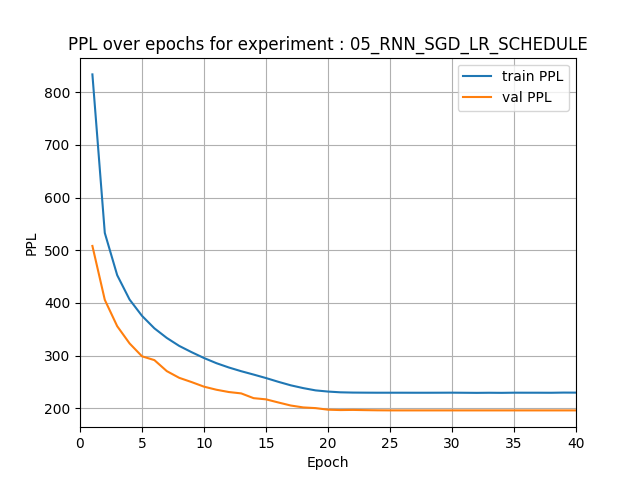 PPL over epochs for experiment : 05_RNN_SGD_LR_SCHEDULE
train PPL
val PPL
PPL
800
700
600
500
400
300
200
0 5 10 15 20 25 30 35 40
Epoch